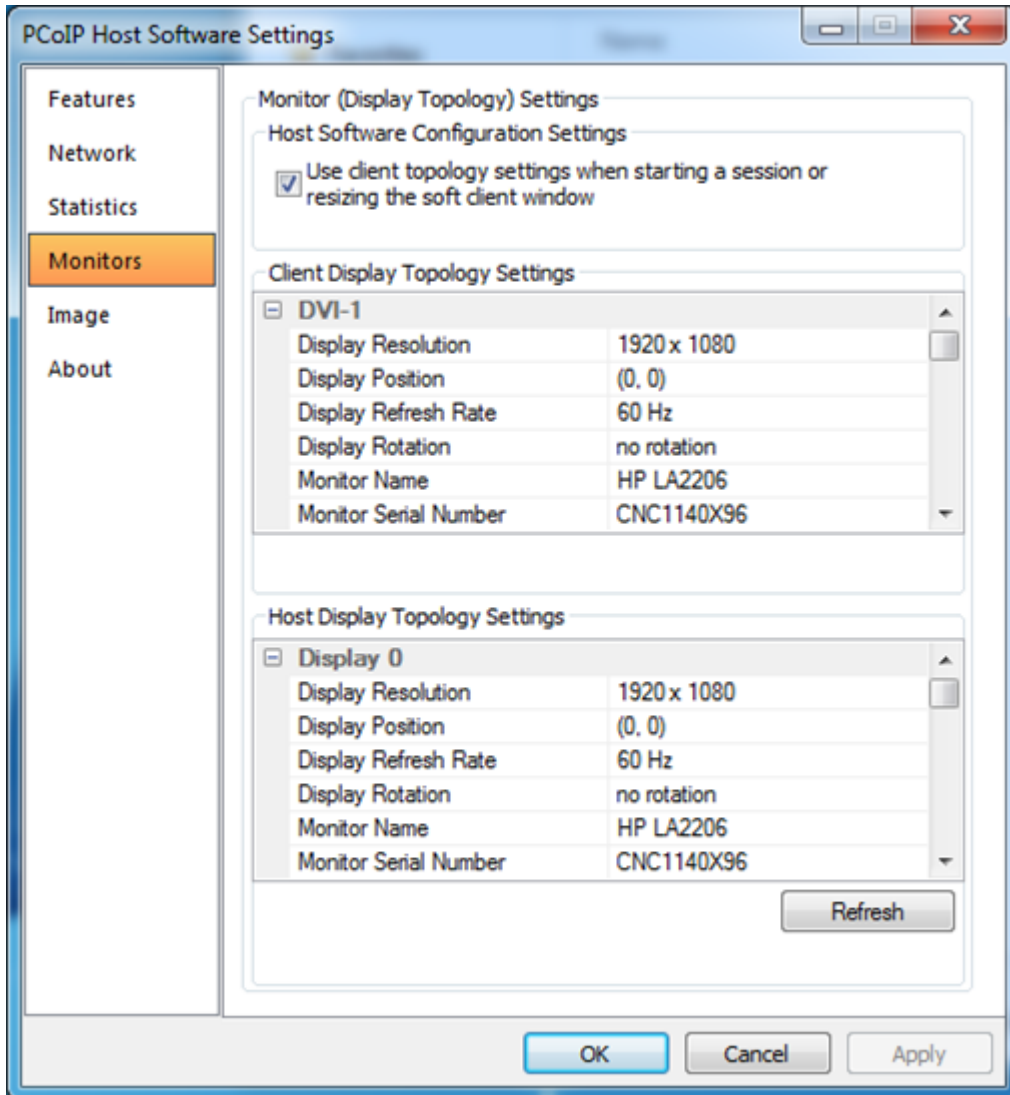 PCoIP Host Software Settings
Features
Network
Statistics
Monitors
Image
About
Monitor (Display Topology) Settings
Host Software Configuration Settings
Use client topology settings when starting a session or
resizing the soft client window
Client Display Topology Settings
DVI-1
Display Resolution 1920 x 1080
Display Position (0, 0)
Display Refresh Rate 60 Hz
Display Rotation no rotation
Monitor Name HP LA2206
Monitor Serial Number CNC1140X96
Host Display Topology Settings
Display 0
Display Resolution 1920 x 1080
Display Position (0, 0)
Display Refresh Rate 60 Hz
Display Rotation no rotation
Monitor Name HP LA2206
Monitor Serial Number CNC1140X96
Refresh
OK Cancel Apply